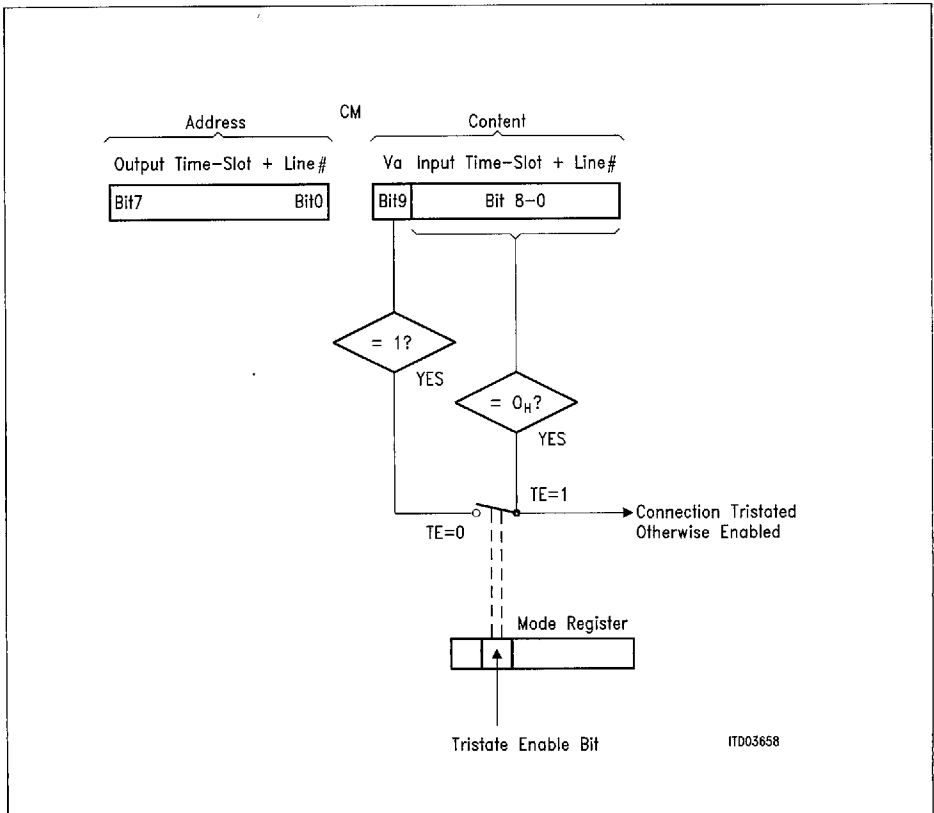 CM
Address
Content
Output Time-Slot + Line#
Va Input Time-Slot + Line#
Bit7 Bit0
Bit9 Bit 8-0
= 1?
YES
= 0H?
YES
TE=1
TE=0
Connection Tristated
Otherwise Enabled
Mode Register
Tristate Enable Bit
ITD03658